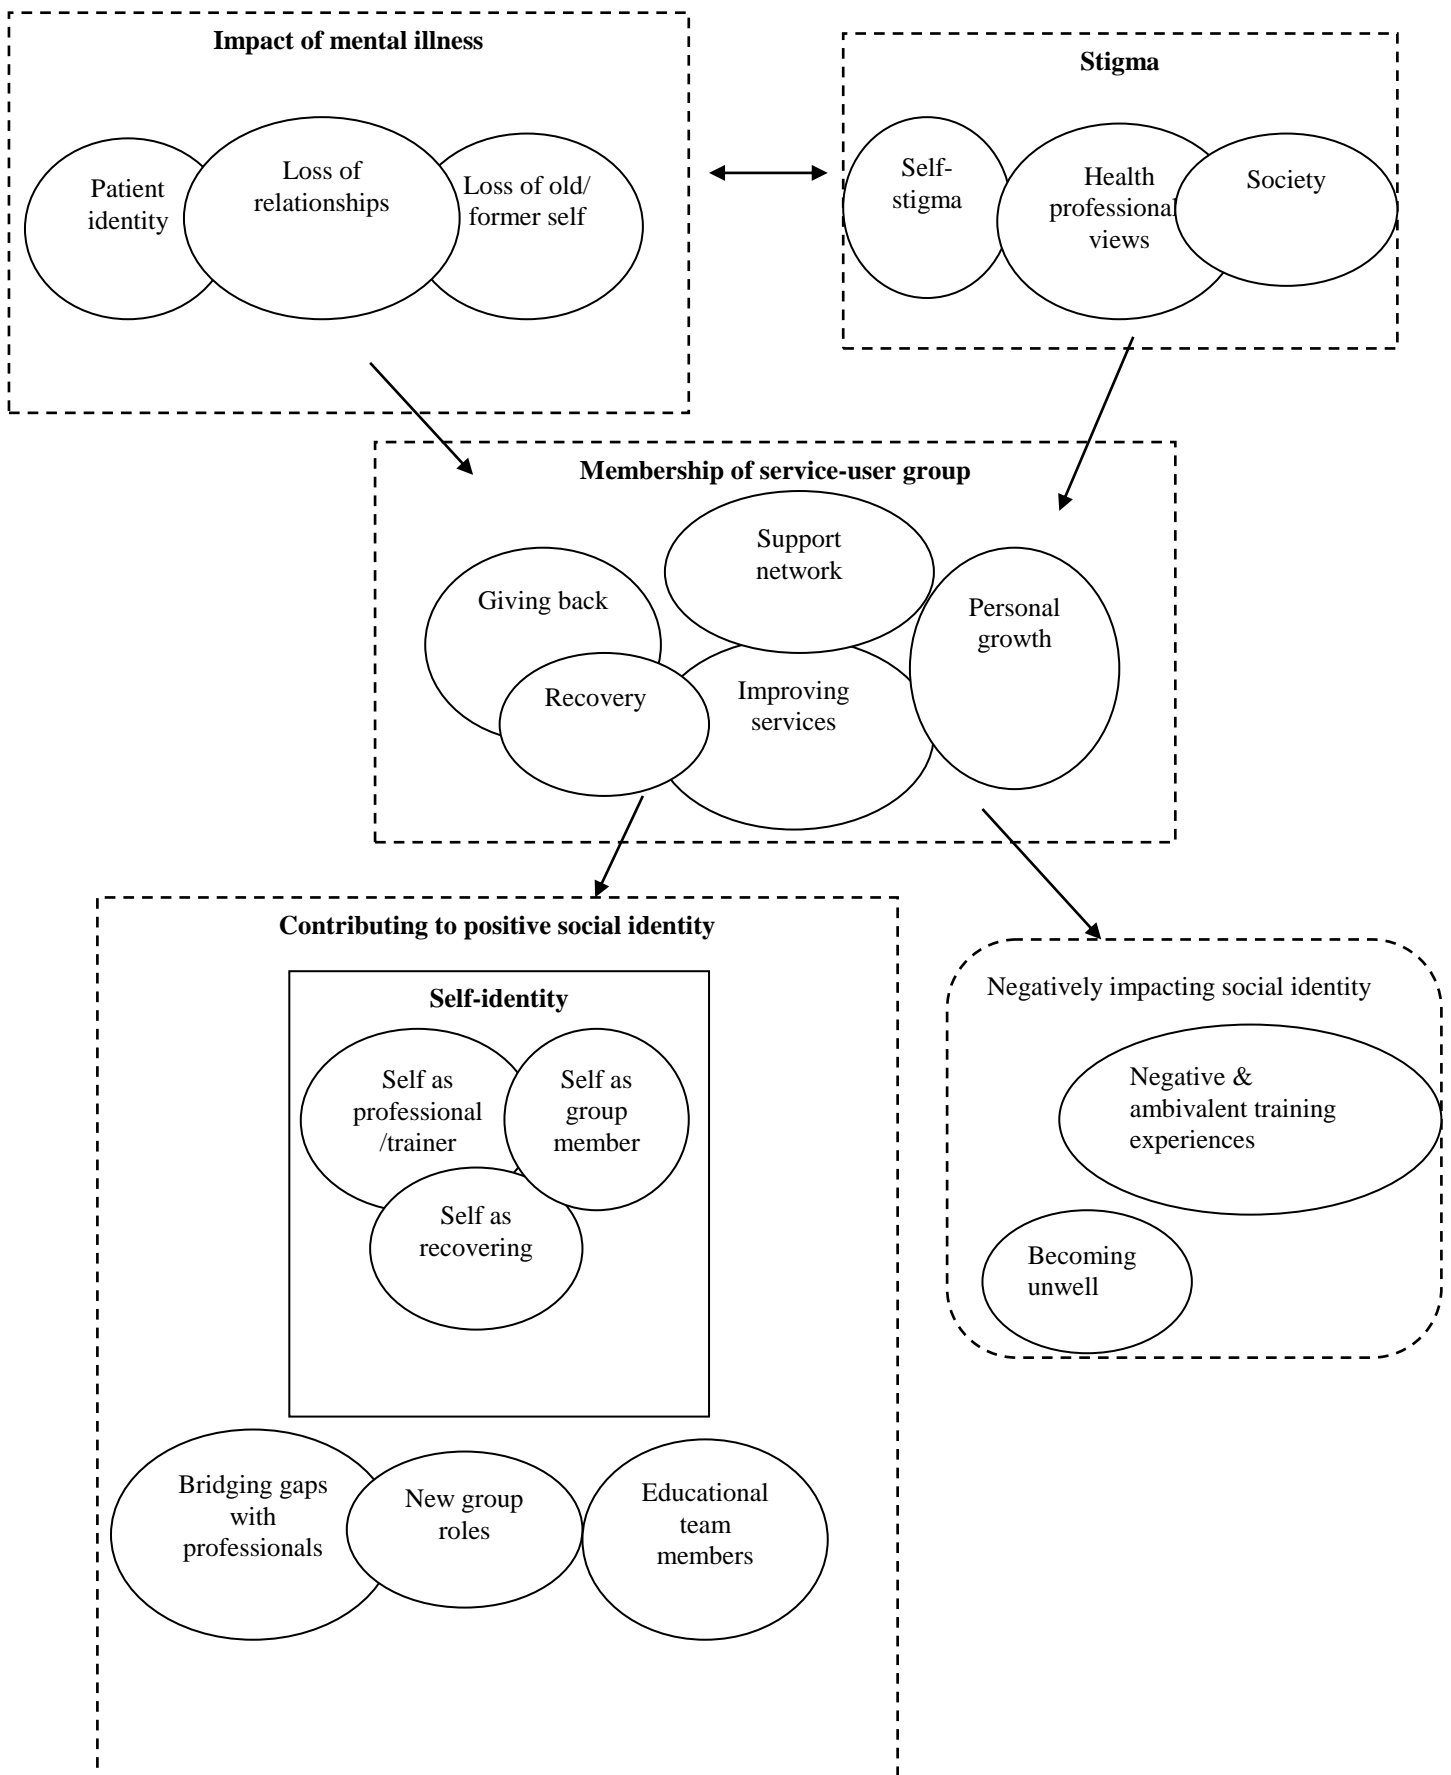 Impact of mental illness
Patient
identity
Loss of
relationships
Loss of old/
former self
Stigma
Self-
stigma
Health
professional
views
Society
Membership of service-user group
Giving back
Recovery
Support
network
Improving
services
Personal
growth
Contributing to positive social identity
Self-identity
Self as
professional
/trainer
Self as
group
member
Self as
recovering
Bridging gaps
with
professionals
New group
roles
Educational
team
members
Negatively impacting social identity
Negative &
ambivalent training
experiences
Becoming
unwell